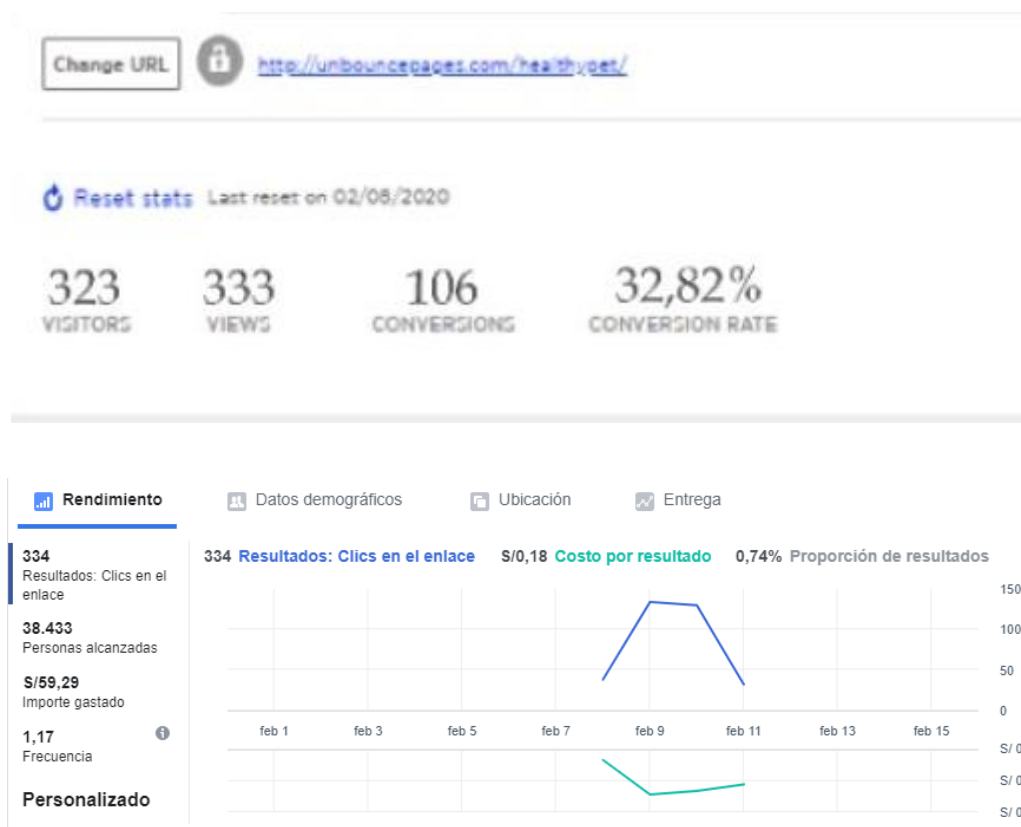 Change URL http://unbouncepages.com/healthypet/
Reset stats Last reset on 02/08/2020
323 333 106 32,82%
VISITORS VIEWS CONVERSIONS CONVERSION RATE
Rendimiento Datos demográficos Ubicación Entrega
334
Resultados: Clics en el
enlace
38.433
Personas alcanzadas
S/59,29
Importe gastado
1,17
Frecuencia
Personalizado
334 Resultados: Clics en el enlace S/0,18 Costo por resultado 0,74% Proporción de resultados
150
100
50
0
feb 1 feb 3 feb 5 feb 7 feb 9 feb 11 feb 13 feb 15
S/ 0
S/ 0
S/ 0